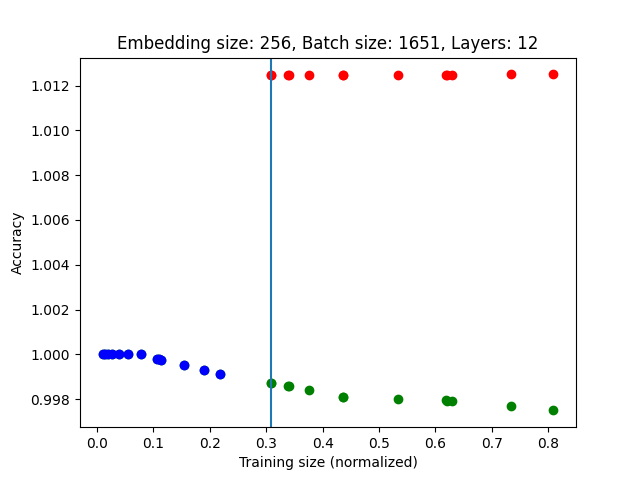 Embedding size: 256, Batch size: 1651, Layers: 12
1.012
1.010
1.008
1.006
1.004
1.002
1.000
0.998
Accuracy
0.0 0.1 0.2 0.3 0.4 0.5 0.6 0.7 0.8
Training size (normalized)